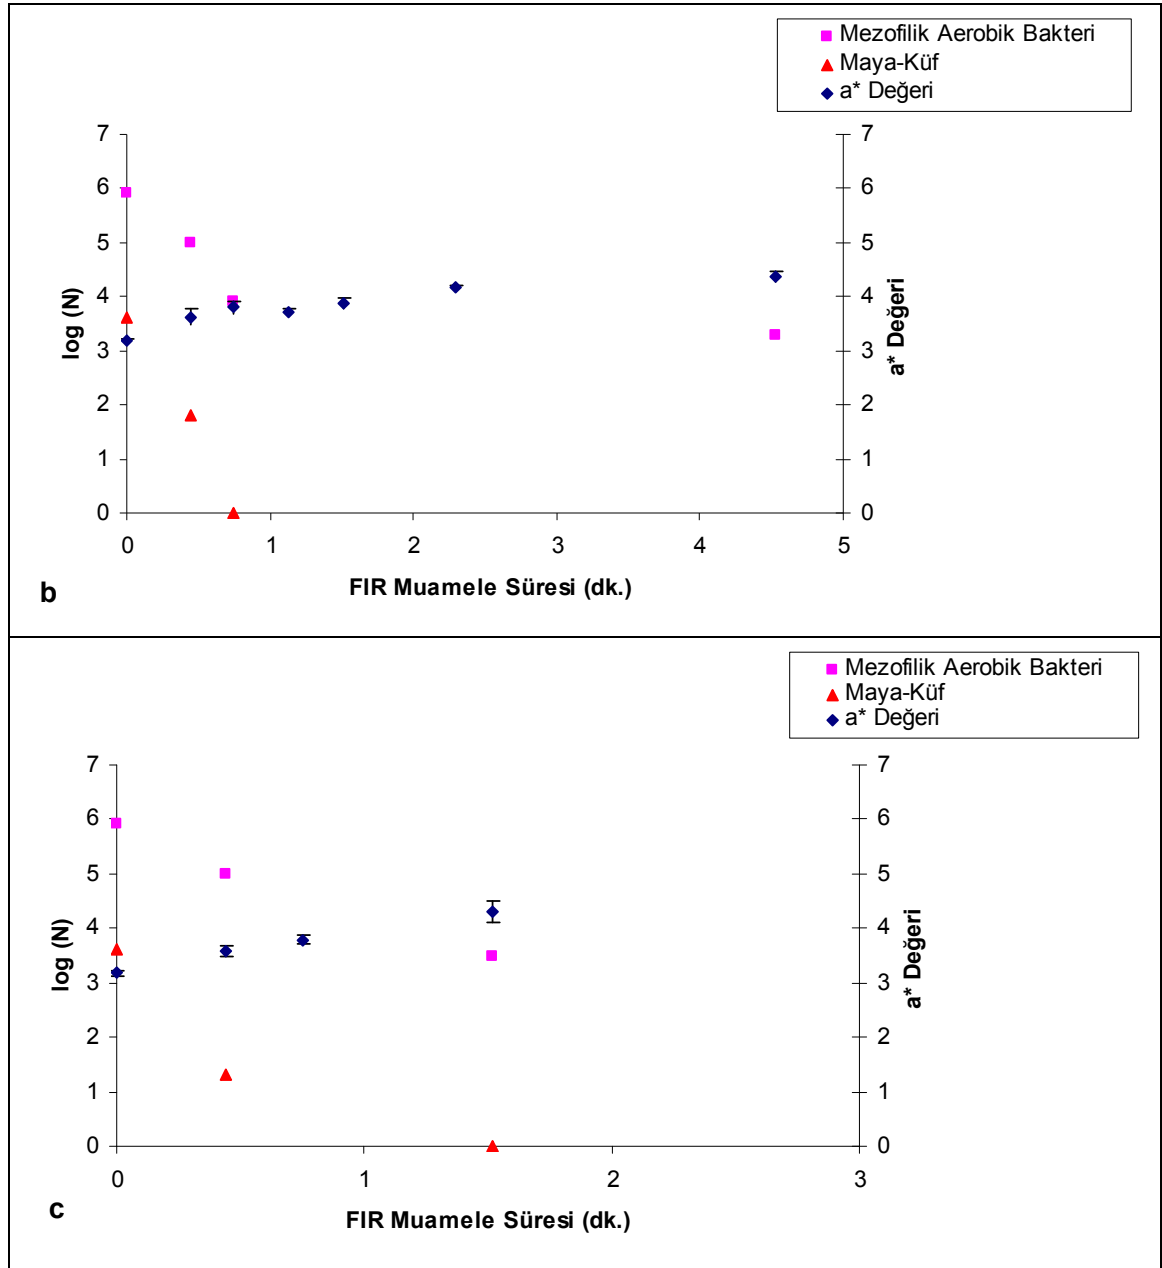 Mezofilik Aerobik Bakteri
Maya-Küf
a* Değeri
7 7
6 6
5 5
4 4
3 3
2 2
1 1
0 0
log (N)
a* Değeri
0 1 2 3 4 5
FIR Muamele Süresi (dk.)
b
Mezofilik Aerobik Bakteri
Maya-Küf
a* Değeri
7 7
6 6
5 5
4 4
3 3
2 2
1 1
0 0
log (N)
a* Değeri
0 1 2 3
FIR Muamele Süresi (dk.)
c